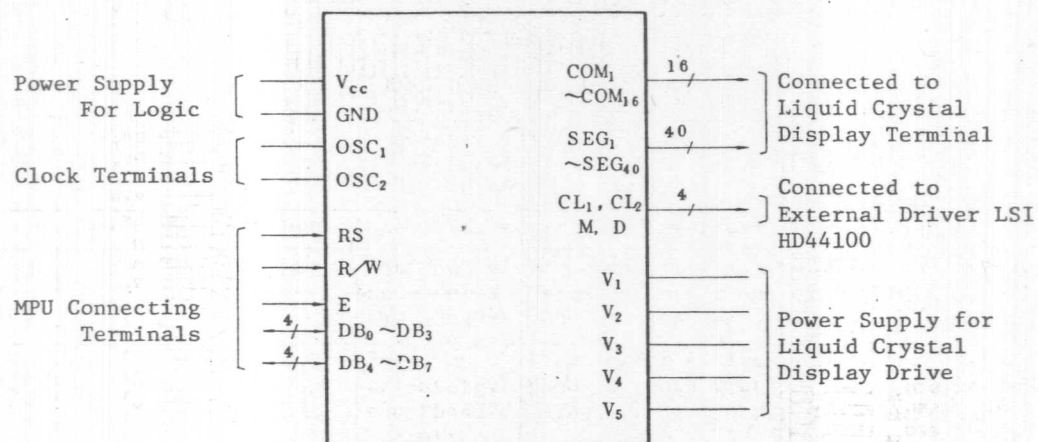 Power Supply
For Logic
Clock Terminals
MPU Connecting
Terminals
Vcc
GND
OSC1
OSC2
RS
R/W
E
4
DB0 ~DB3
4
DB4 ~DB7
COM1
~COM16
SEG1
~SEG40
CL1, CL2
M, D
V1
V2
V3
V4
V5
16
40
4
Connected to
Liquid Crystal
Display Terminal
Connected to
External Driver LSI
HD44100
Power Supply for
Liquid Crystal
Display Drive